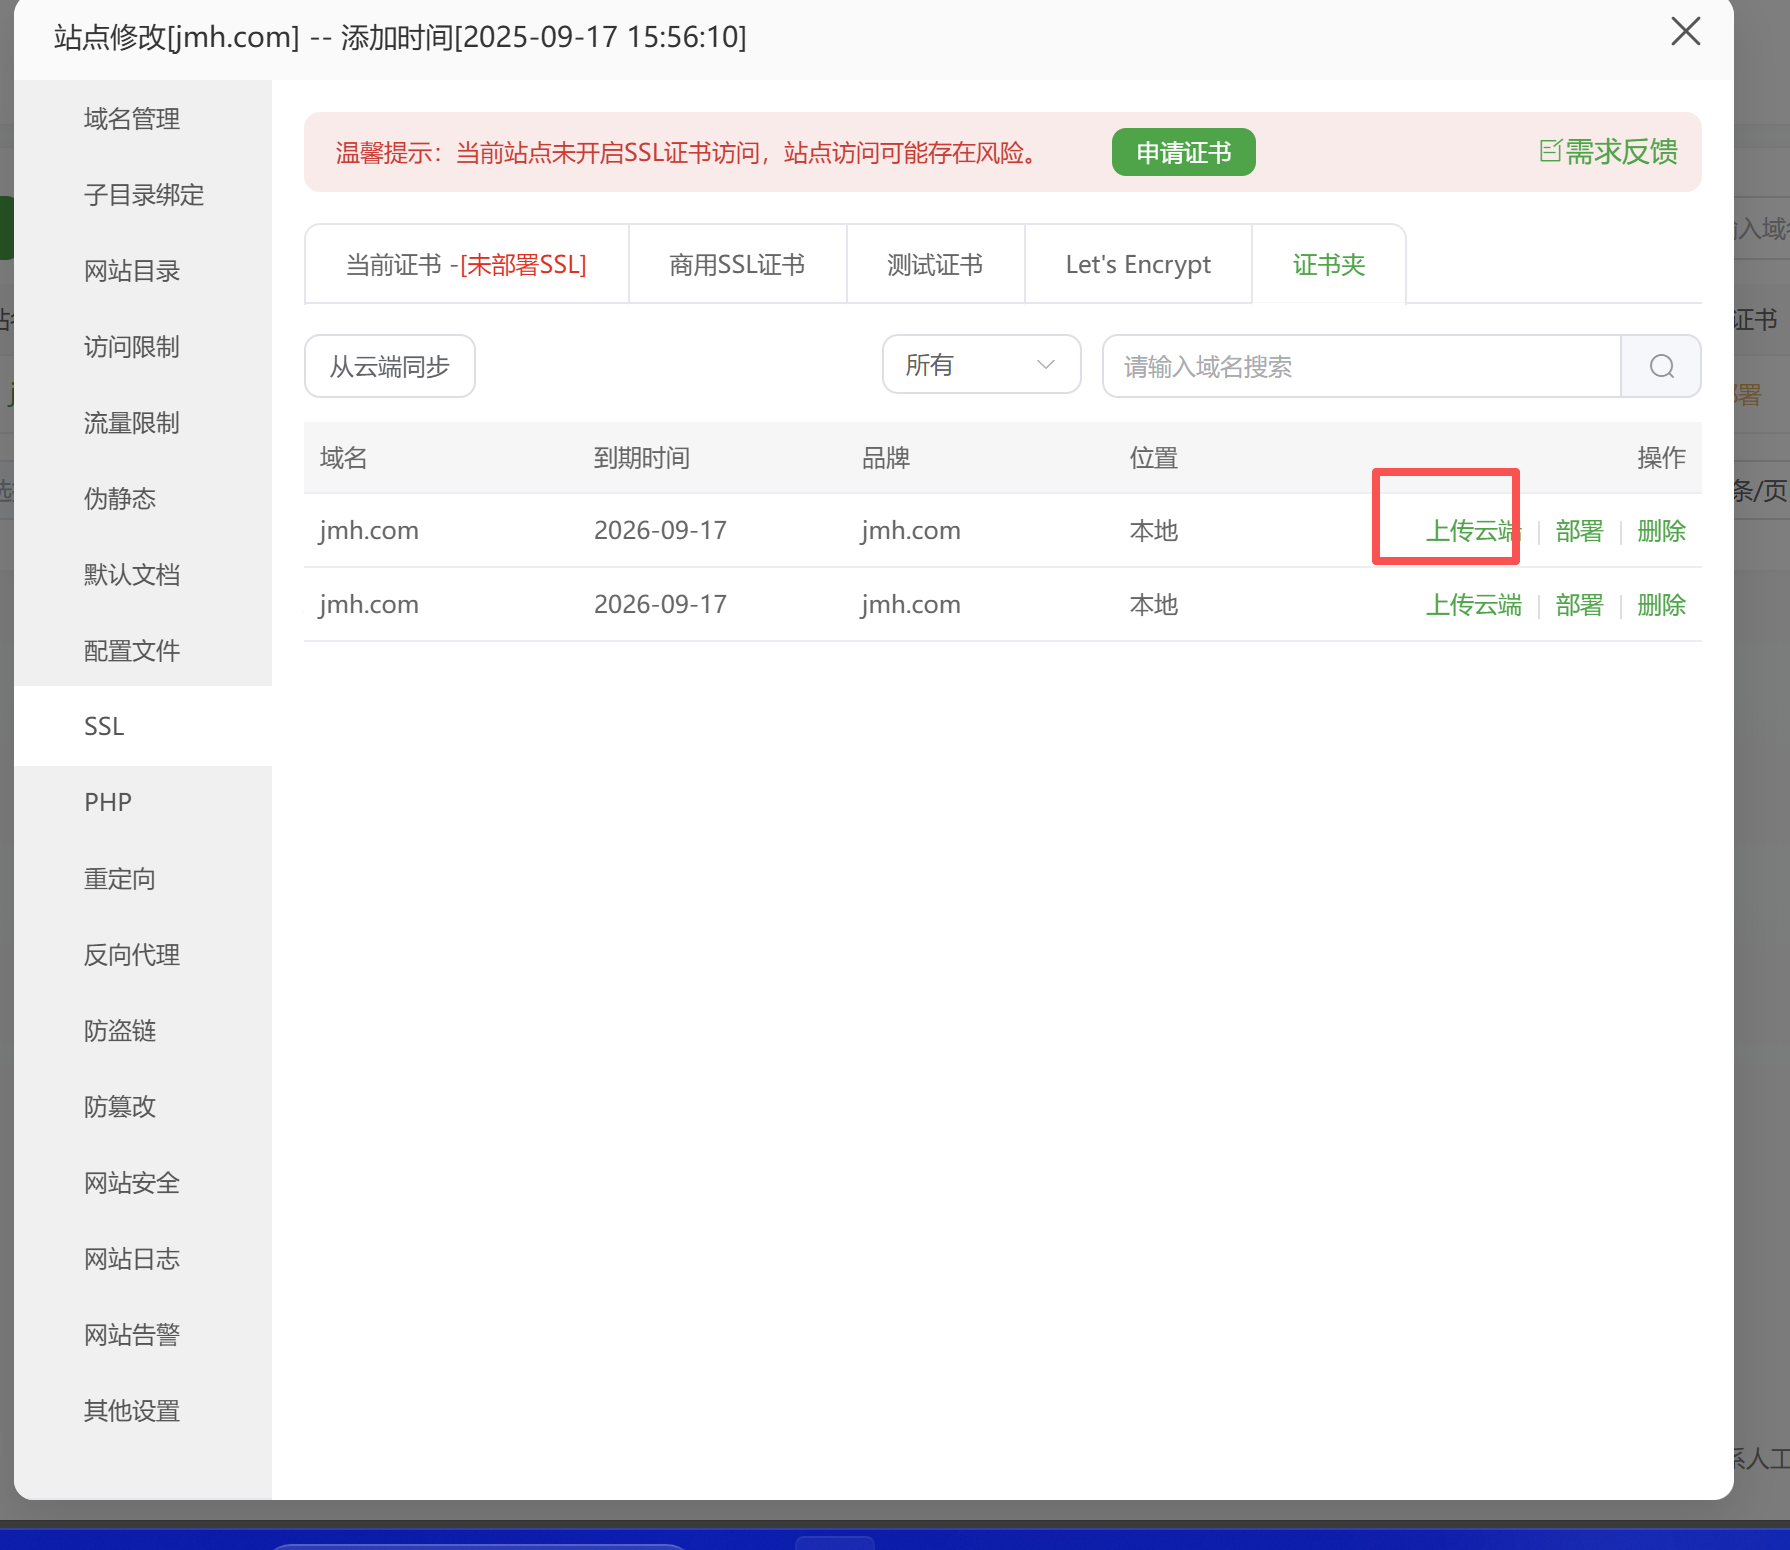 站点修改[jmh.com] -- 添加时间[2025-09-17 15:56:10]
域名管理
子目录绑定
网站目录
访问限制
流量限制
伪静态
默认文档
配置文件
SSL
PHP
重定向
反向代理
防盗链
防篡改
网站安全
网站日志
网站告警
其他设置
温馨提示：当前站点未开启SSL证书访问，站点访问可能存在风险。 申请证书 需求反馈
当前证书 -[未部署SSL] 商用SSL证书 测试证书 Let's Encrypt 证书夹
从云端同步 所有 请输入域名搜索
域名 到期时间 品牌 位置 操作
jmh.com 2026-09-17 jmh.com 本地 上传云端 | 部署 | 删除
jmh.com 2026-09-17 jmh.com 本地 上传云端 | 部署 | 删除
入域
证书
署
条/页
系人工